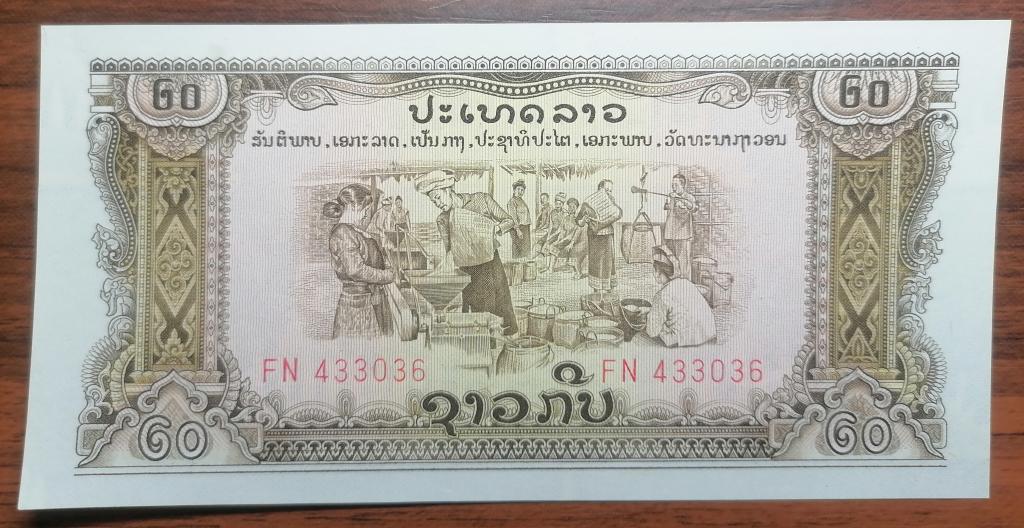 ໒໐ ໒໐
ປະເທດລາວ
ສັນຕິພາບ, ເອກະລາດ, ເປັນກາງ, ປະຊາທິປະໄຕ, ເອກະພາບ, ວັດທະນາຖາວອນ
FN 433036 FN 433036
ຊາວກີບ
໒໐ ໒໐